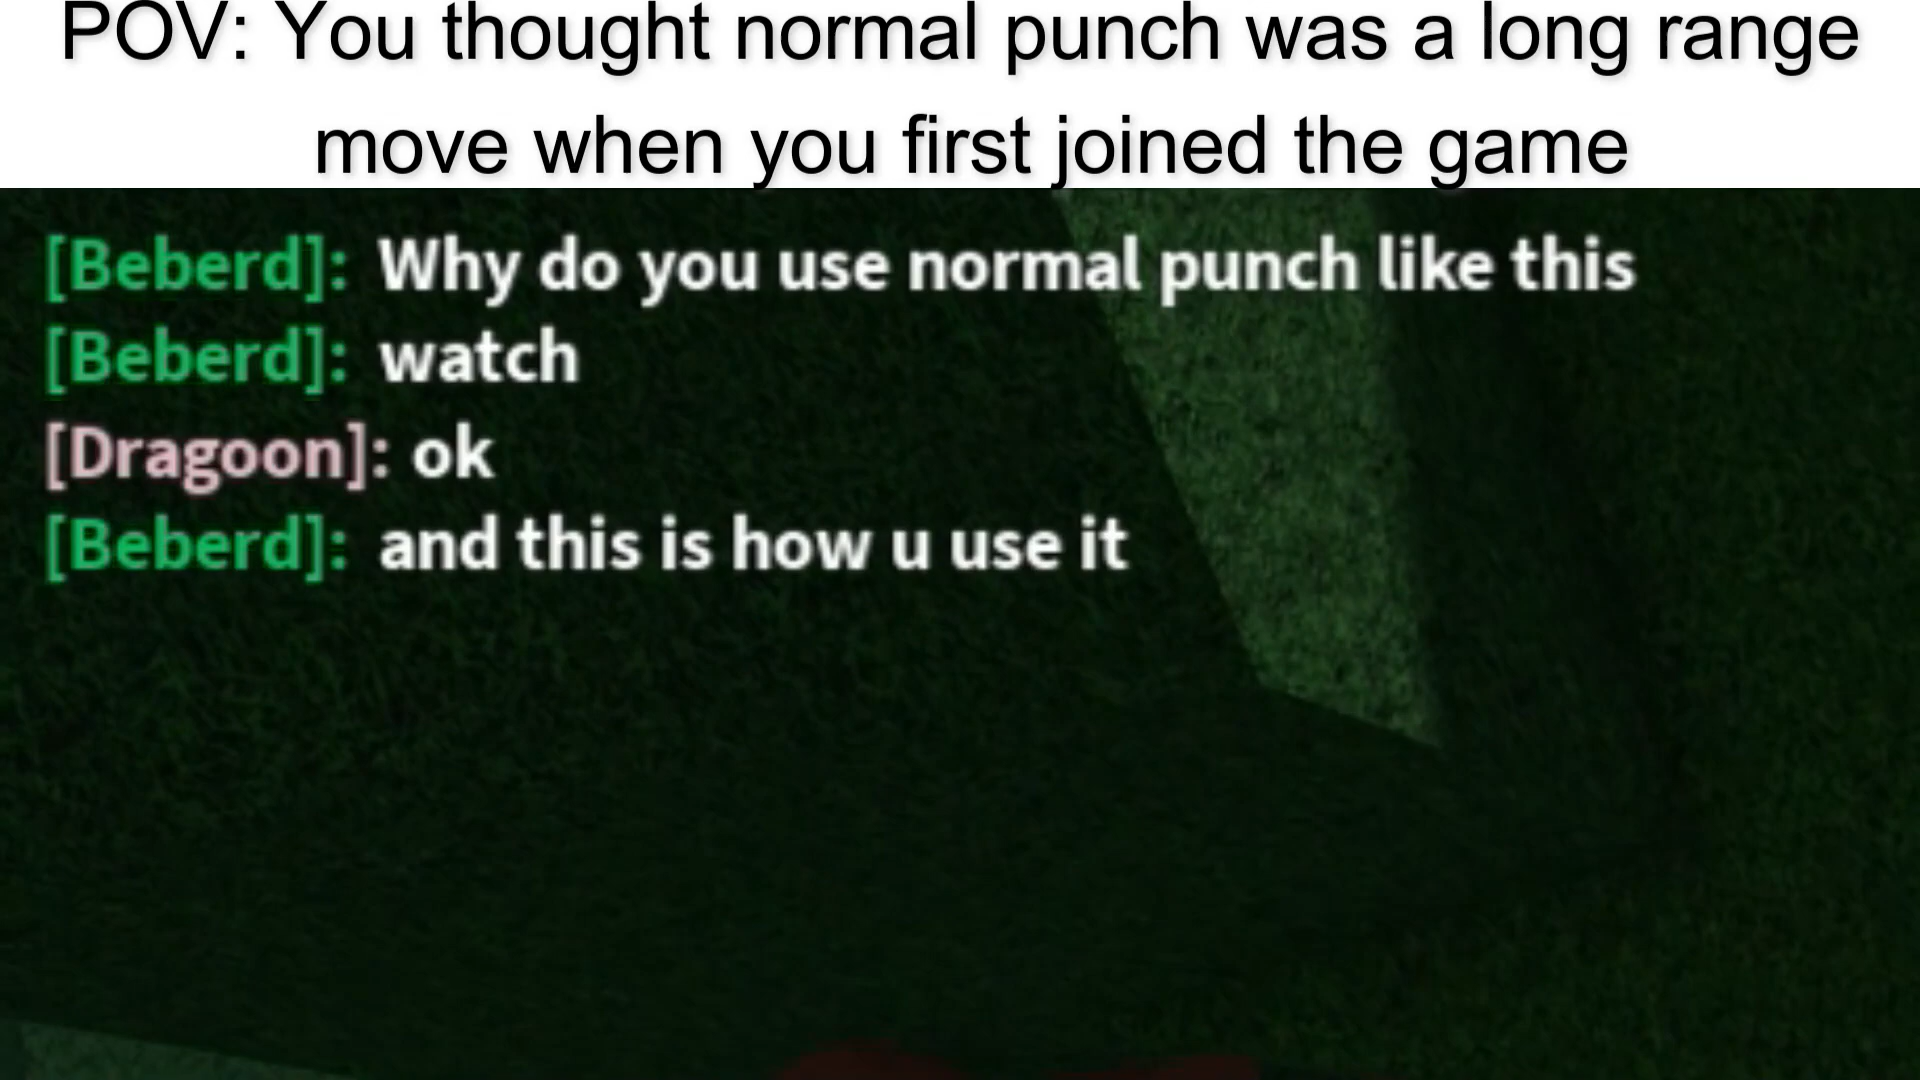 POV: You thought normal punch was a long range
move when you first joined the game
[Beberd]: Why do you use normal punch like this
[Beberd]: watch
[Dragoon]: ok
[Beberd]: and this is how u use it